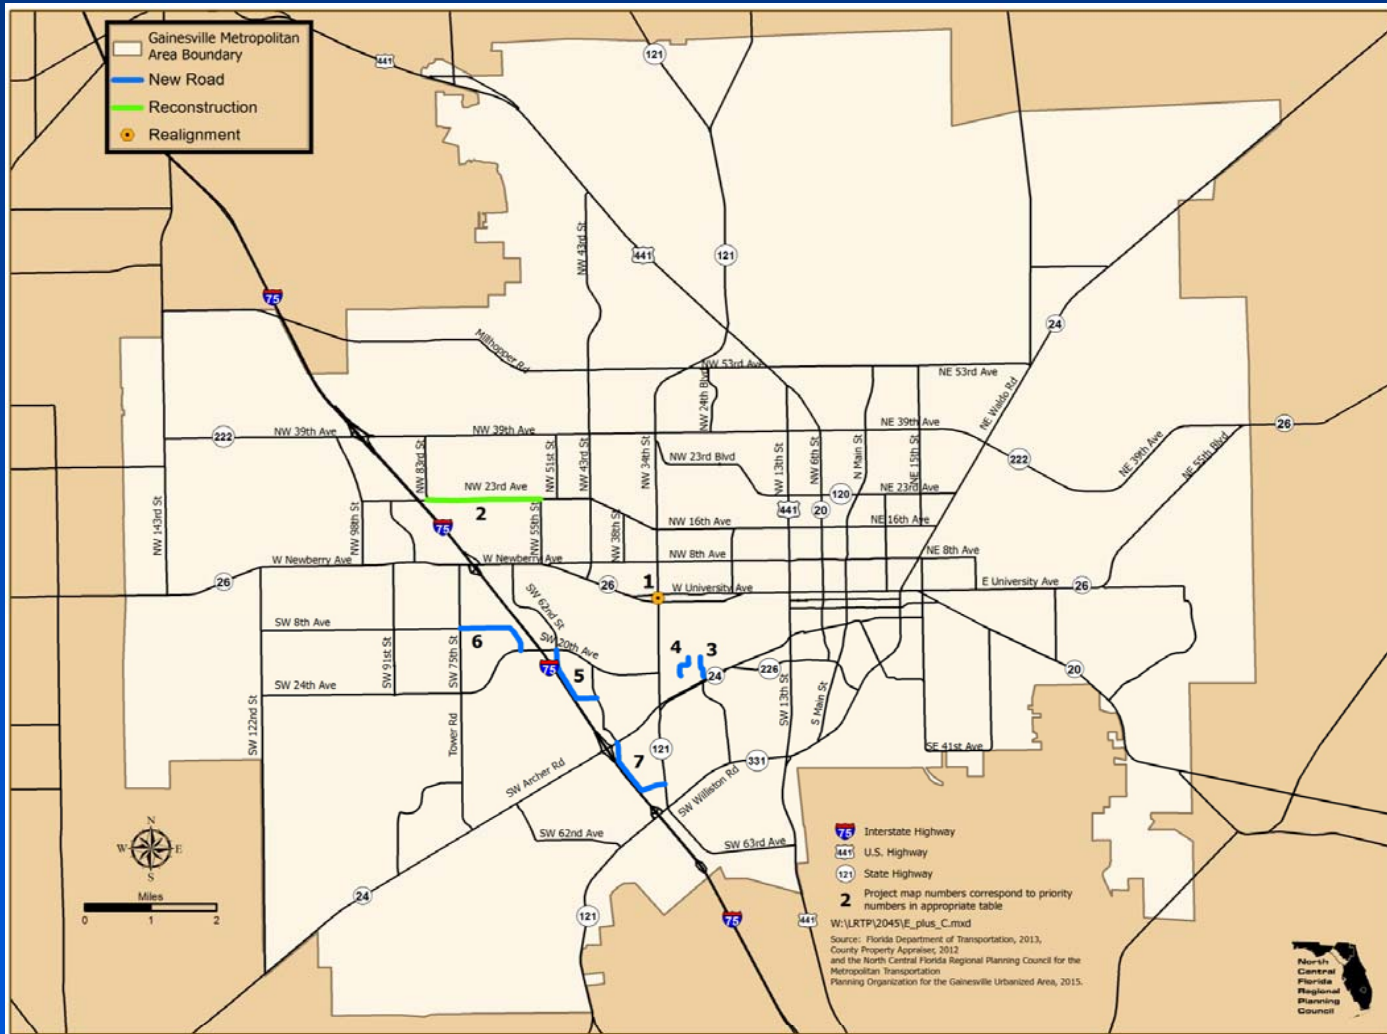 Gainesville Metropolitan
Area Boundary
New Road
Reconstruction
Realignment
441
121
75
NW 43rd St
441
121
24
Millhopper Rd
NW 53rd Ave
NE 53rd Ave
NW 24th Blvd
NE Waldo Rd
222
NW 39th Ave
NW 39th Ave
NE 39th Ave
26
222
NE 39th Ave
NE 55th Blvd
NW 83rd St
NW 51st St
NW 43rd St
NW 34th St
NW 23rd Blvd
NW 13th St
NW 6th St
N Main St
NE 15th St
NW 23rd Ave
120
NE 23rd Ave
2
441
20
NW 143rd St
NW 98th St
75
NW 55th St
NW 38th St
NW 16th Ave
NE 16th Ave
W Newberry Ave
W Newberry Ave
NW 8th Ave
NE 8th Ave
26
26
1
W University Ave
E University Ave
26
SW 62nd St
SW 8th Ave
6
SW 20th Ave
4
3
SW 91st St
SW 75th St
75
5
24
226
20
SW 24th Ave
SW 122nd St
Tower Rd
SW 13th St
S Main St
SE 41st Ave
121
7
331
SW Archer Rd
SW Williston Rd
SW 62nd Ave
SW 63rd Ave
24
121
75
441
N
W
E
S
Miles
0
1
2
75
Interstate Highway
441
U.S. Highway
121
State Highway
2
Project map numbers correspond to priority
numbers in appropriate table
W:\LRTP\2045\E_plus_C.mxd
Source: Florida Department of Transportation, 2013,
County Property Appraiser, 2012
and the North Central Florida Regional Planning Council for the
Metropolitan Transportation
Planning Organization for the Gainesville Urbanized Area, 2015.
North
Central
Florida
Regional
Planning
Council